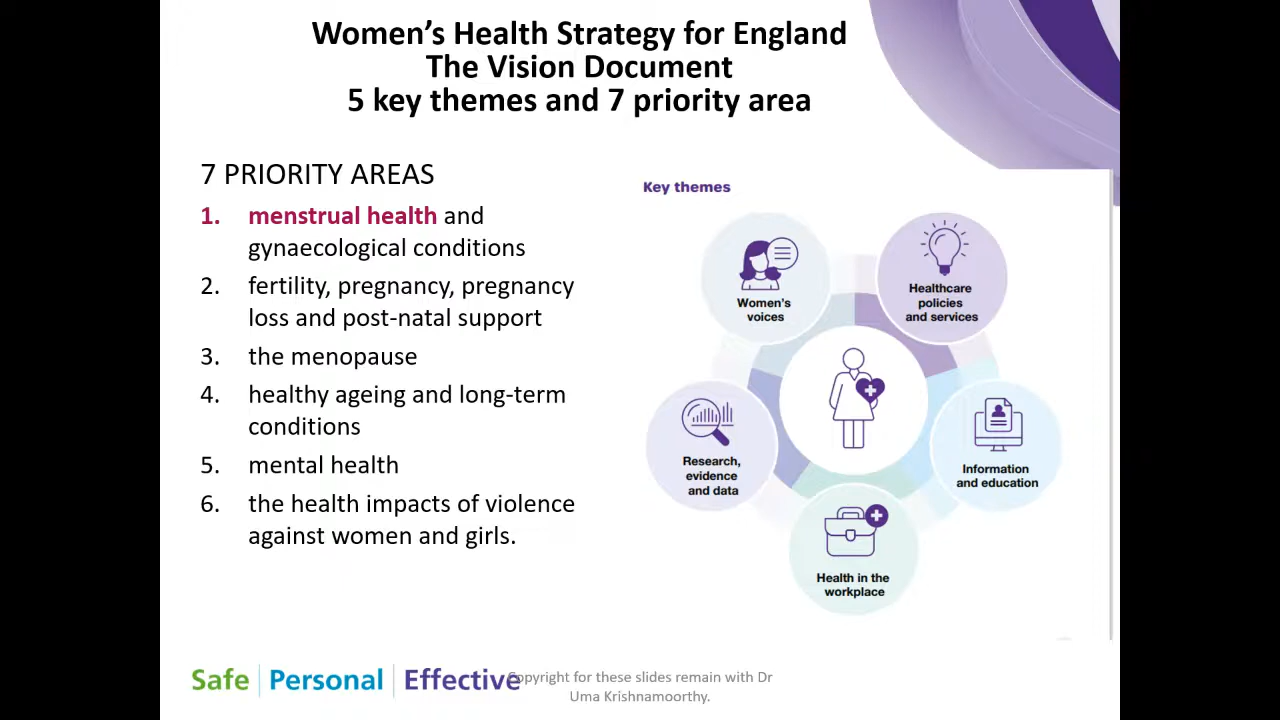 Women's Health Strategy for England
The Vision Document
5 key themes and 7 priority area
7 PRIORITY AREAS
1. menstrual health and
gynaecological conditions
2. fertility, pregnancy, pregnancy
loss and post-natal support
3. the menopause
4. healthy ageing and long-term
conditions
5. mental health
6. the health impacts of violence
against women and girls.
Key themes
Women's
voices
Healthcare
policies
and services
Research,
evidence
and data
Information
and education
Health in the
workplace
Safe Personal Effective
Copyright for these slides remain with Dr
Uma Krishnamoorthy.